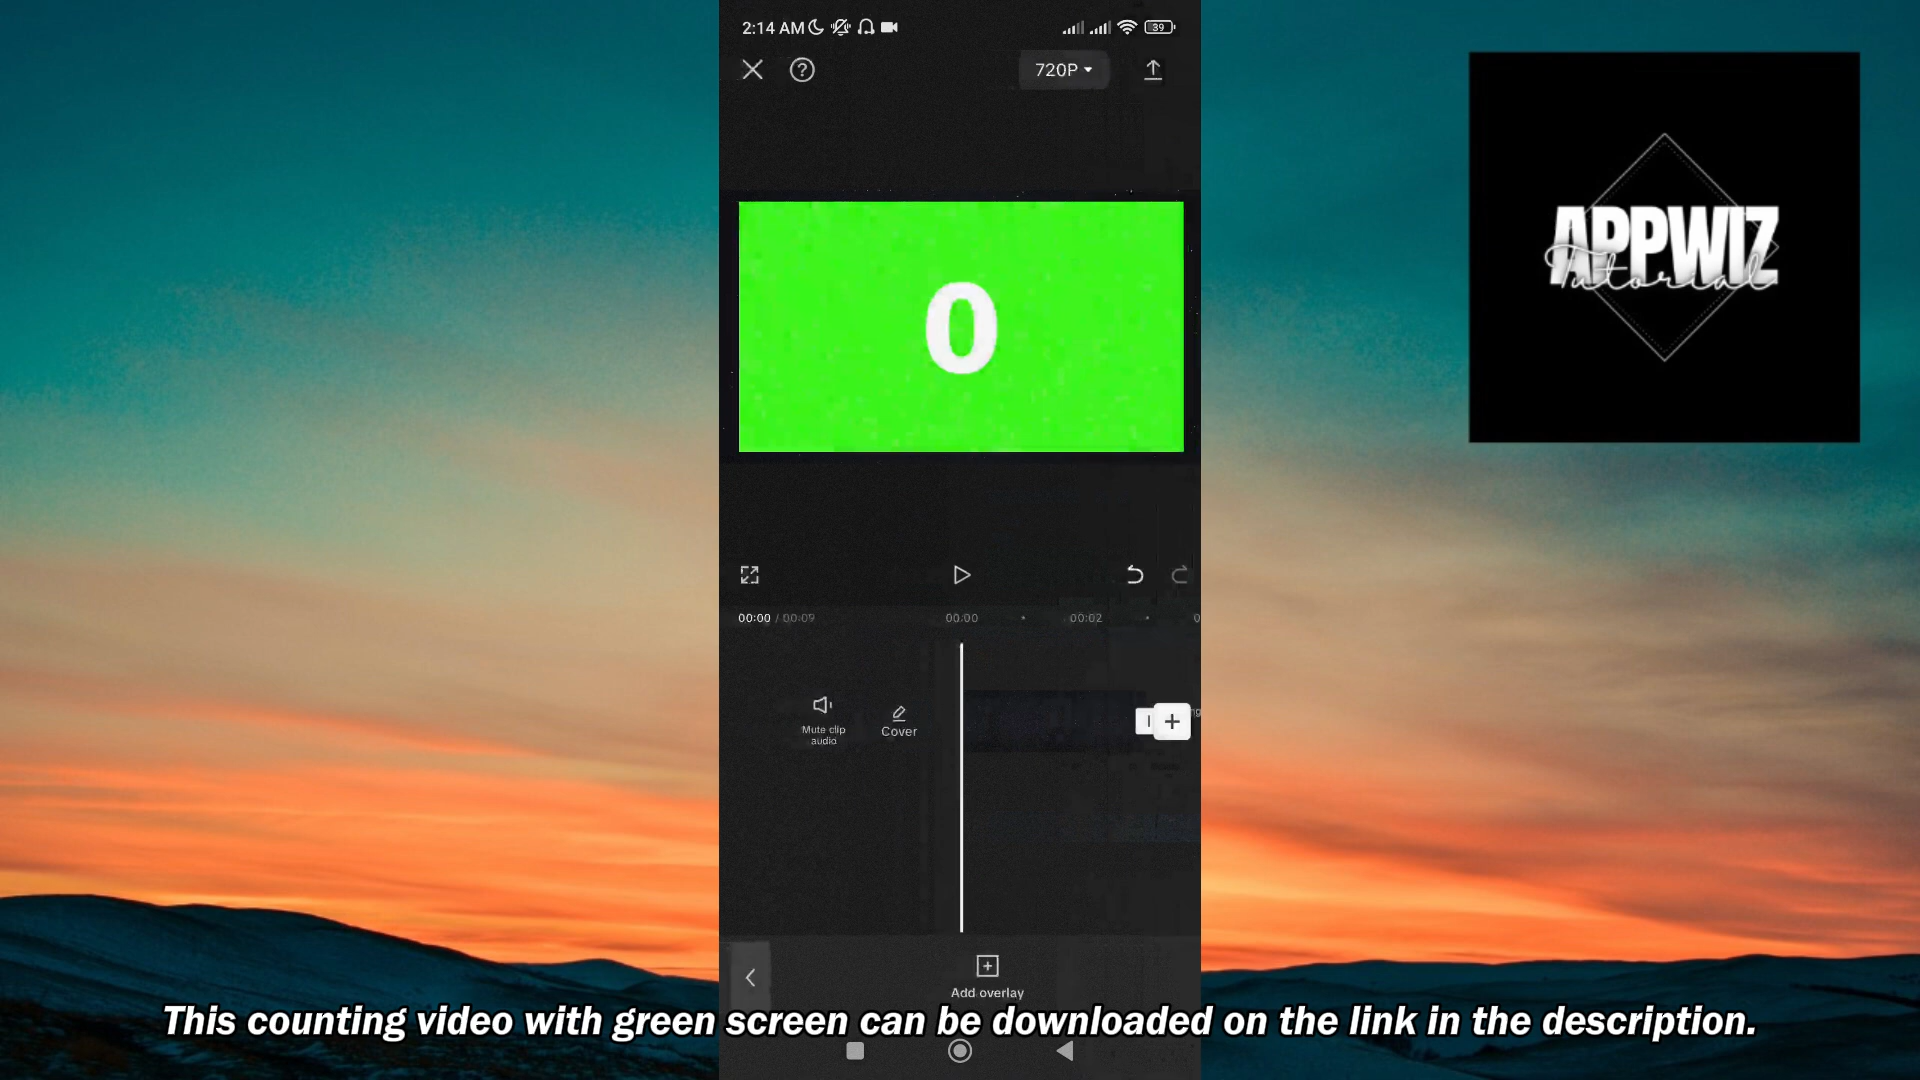 2:14 AM
39
720P
APPWIZ
Tutorial
0
00:00 / 00:09
00:00
00:02
0
Mute clip
audio
Cover
Add overlay
This counting video with green screen can be downloaded on the link in the description.